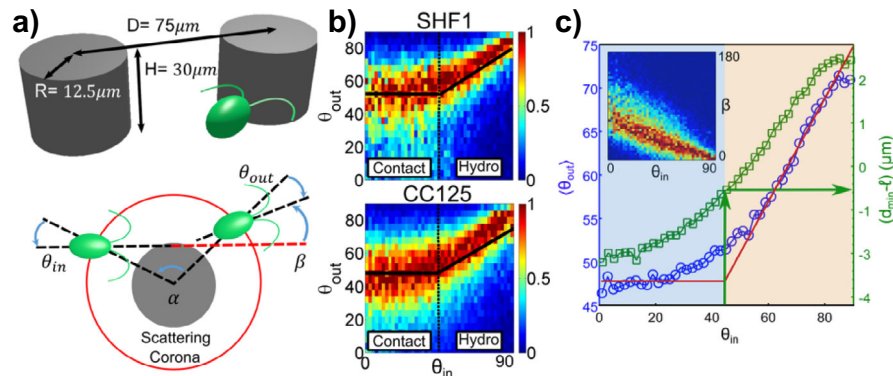 a)
D= 75μm
R= 12.5μm
H= 30μm
θout
θin
β
α
Scattering
Corona
b)
SHF1
θout
80
60
40
20
0
Contact
Hydro
1
0.5
0
CC125
θout
80
60
40
20
0
Contact
Hydro
0
θin
90
1
0.5
0
c)
⟨θout⟩
75
70
65
60
55
50
45
180
β
0
0
θin
90
0
20
40
60
80
θin
2
1
0
-1
-2
-3
-4
(dmin-ℓ) (μm)